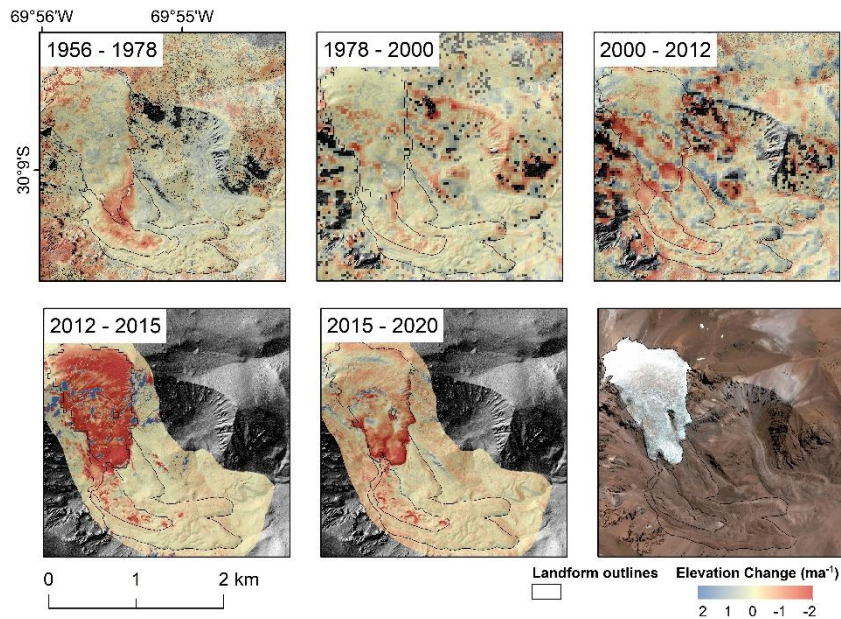 69°56'W 69°55'W
1956 - 1978
1978 - 2000
2000 - 2012
30°9'S
2012 - 2015
2015 - 2020
0 1 2 km
Landform outlines
Elevation Change (ma⁻¹)
2 1 0 -1 -2